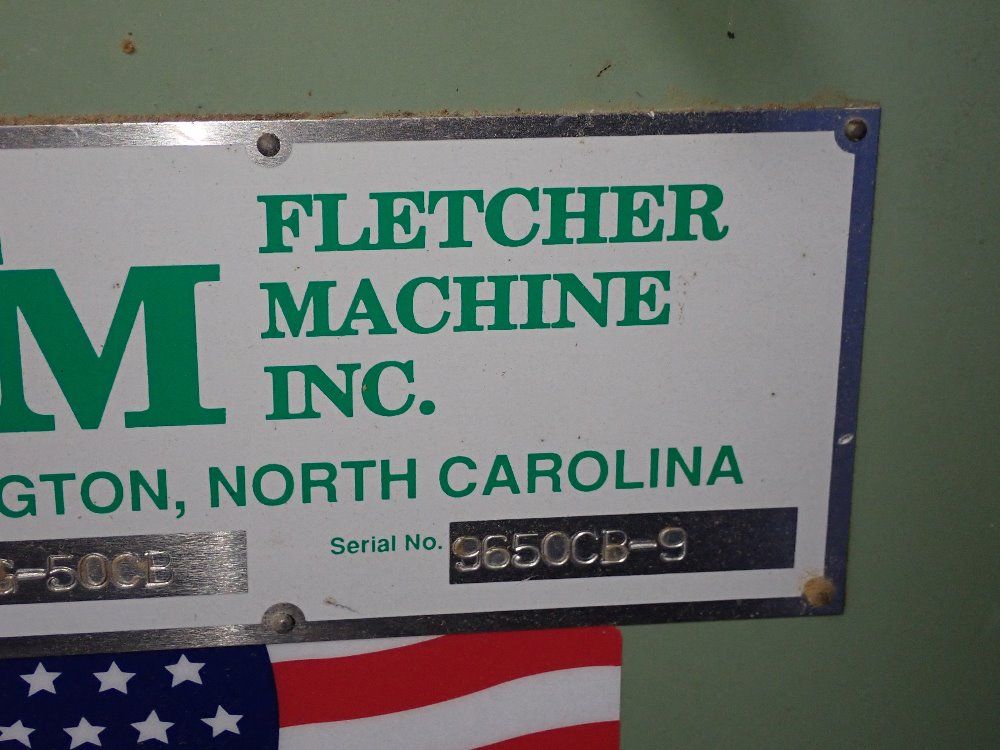 M
FLETCHER
MACHINE
INC.
GTON, NORTH CAROLINA
-50CB Serial No. 9650CB-9